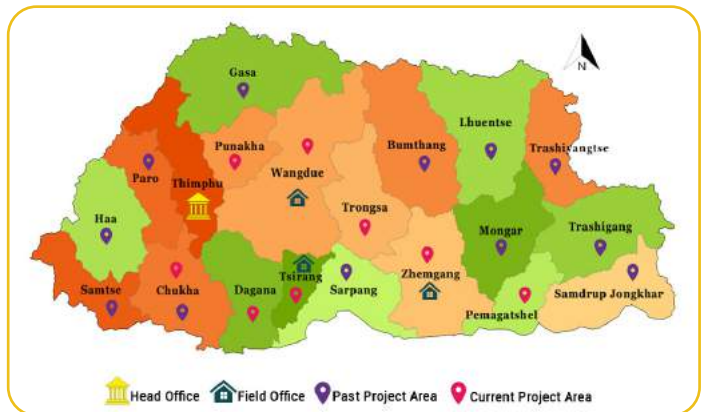 N
Gasa
Lhuentse
Punakha
Bumthang
Trashiyangtse
Wangdue
Paro
Thimphu
Trongsa
Haa
Mongar
Trashigang
Tsirang
Zhemgang
Samtse
Chukha
Dagana
Sarpang
Samdrup Jongkhar
Pemagatshel
Head Office Field Office Past Project Area Current Project Area